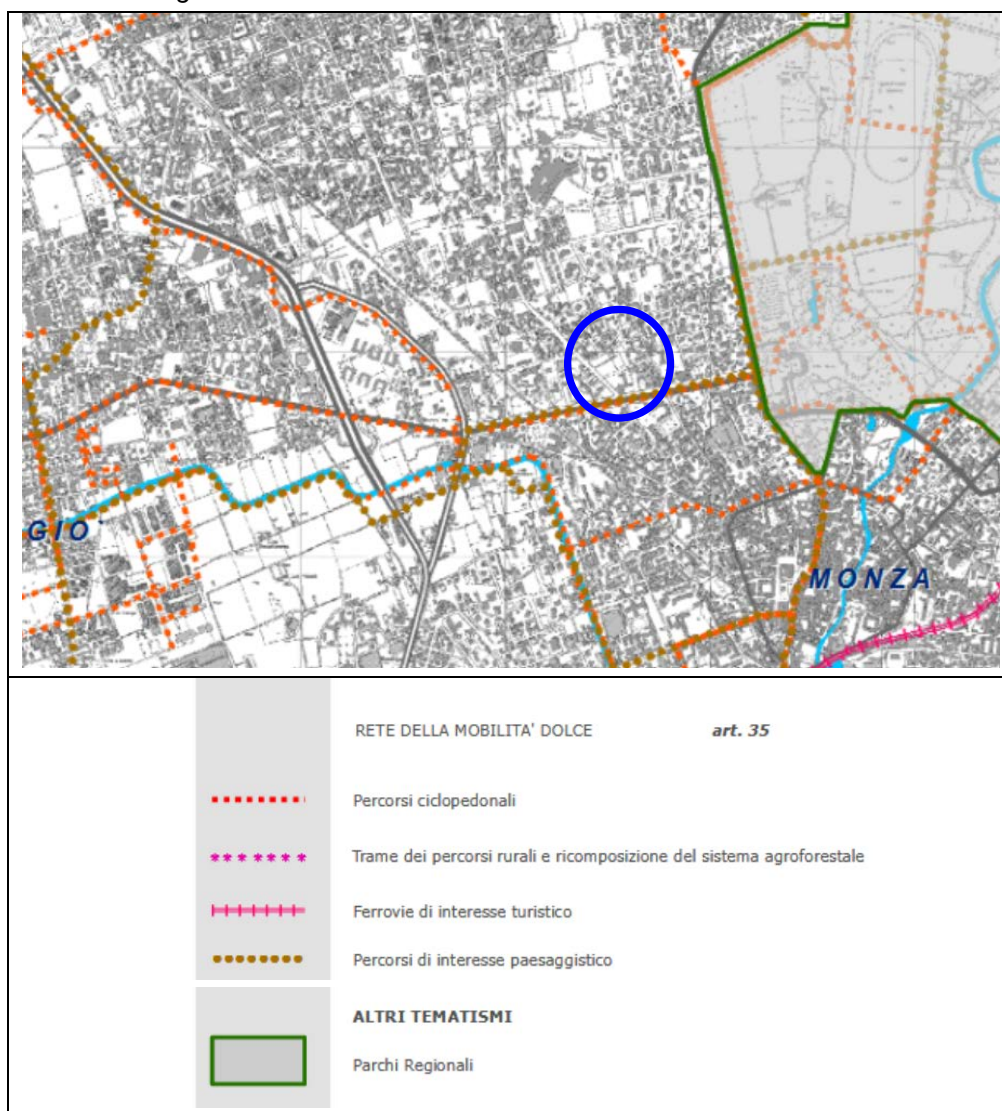 GIO`
MONZA
RETE DELLA MOBILITA' DOLCE art. 35
Percorsi ciclopedonali
Trame dei percorsi rurali e ricomposizione del sistema agroforestale
Ferrovie di interesse turistico
Percorsi di interesse paesaggistico
ALTRI TEMATISMI
Parchi Regionali